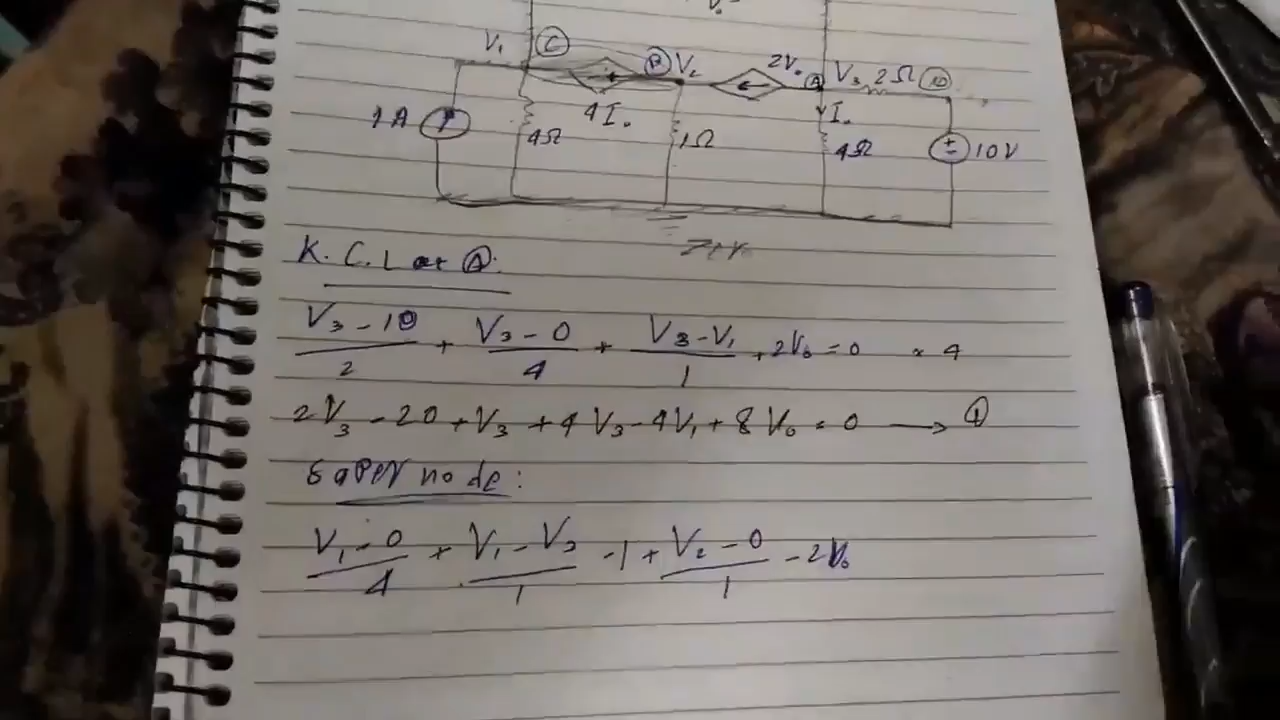 V₀
V₁ Ⓒ Ⓑ V₂ 2V₀ Ⓐ V₃ 2Ω Ⓓ
1A 4Ω 4I₀ 1Ω I₀ 4Ω + - 10V
K.C.L at Ⓐ:
V₃-10/2 + V₃-0/4 + V₃-V₁/1 + 2V₀ = 0 × 4
2V₃ - 20 + V₃ + 4V₃ - 4V₁ + 8V₀ = 0 → ①
Super node:
V₁-0/4 + V₁-V₃/1 - 1 + V₂-0/1 - 2V₀